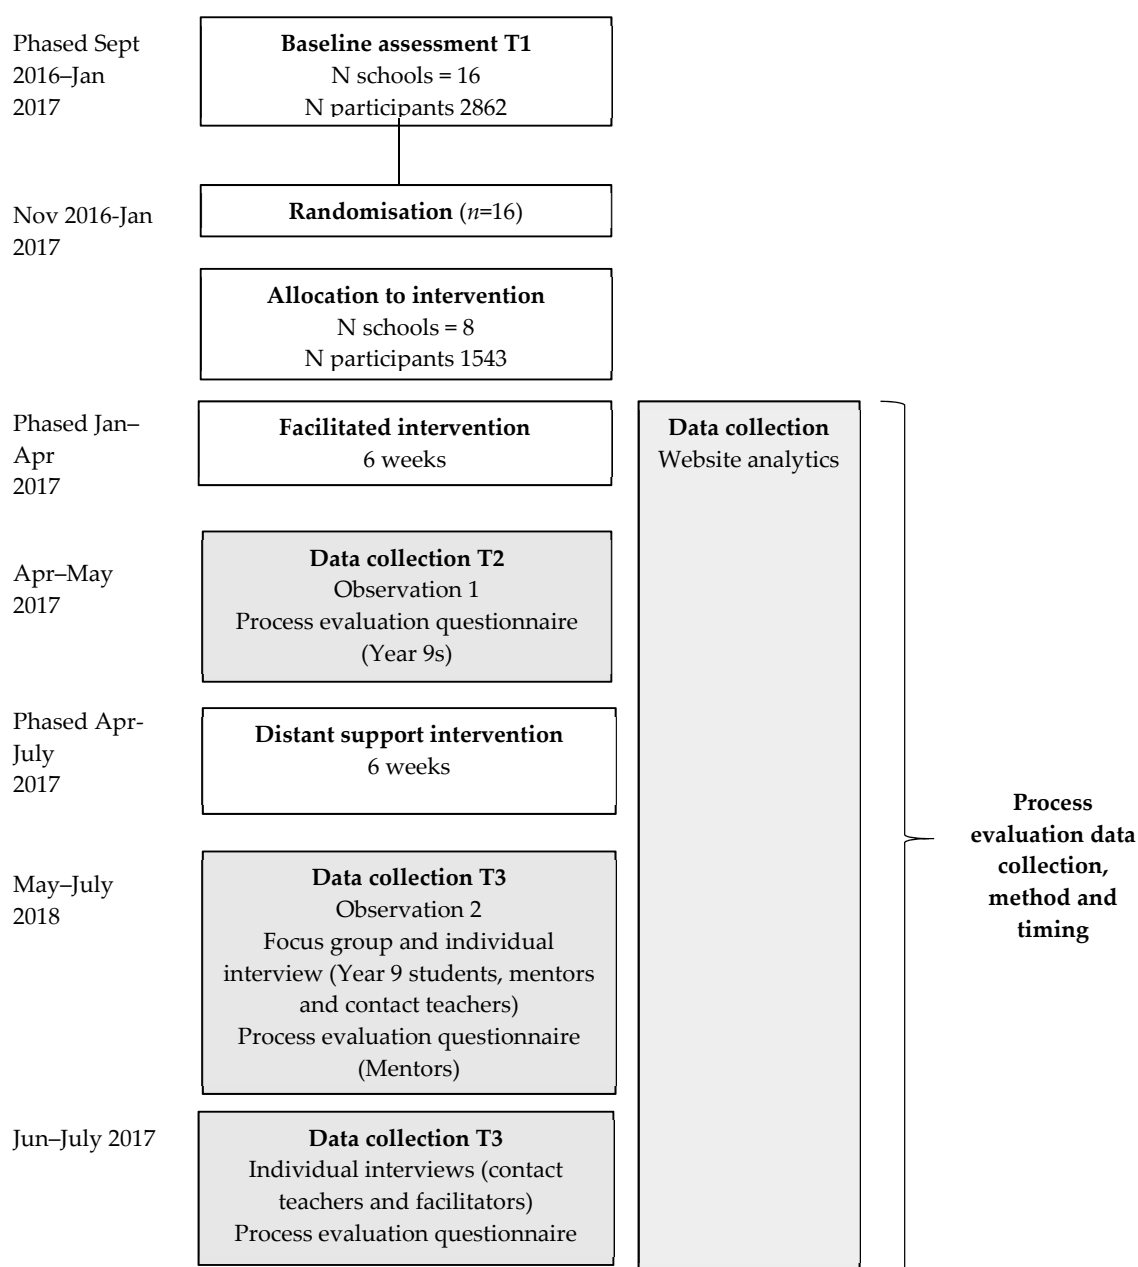 Phased Sept
2016–Jan
2017
Baseline assessment T1
N schools = 16
N participants 2862
Nov 2016-Jan
2017
Randomisation (n=16)
Allocation to intervention
N schools = 8
N participants 1543
Phased Jan–
Apr
2017
Facilitated intervention
6 weeks
Data collection
Website analytics
Apr–May
2017
Data collection T2
Observation 1
Process evaluation questionnaire
(Year 9s)
Phased Apr-
July
2017
Distant support intervention
6 weeks
Process
evaluation data
collection,
method and
timing
May–July
2018
Data collection T3
Observation 2
Focus group and individual
interview (Year 9 students, mentors
and contact teachers)
Process evaluation questionnaire
(Mentors)
Jun–July 2017
Data collection T3
Individual interviews (contact
teachers and facilitators)
Process evaluation questionnaire